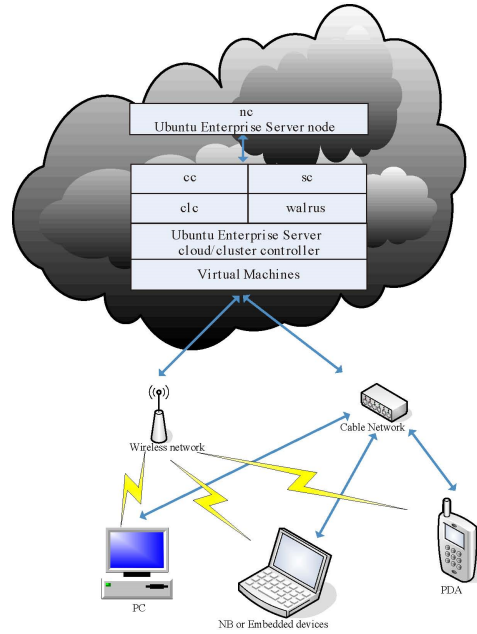 nc
Ubuntu Enterprise Server node
cc
sc
clc
walrus
Ubuntu Enterprise Server
cloud/cluster controller
Virtual Machines
Wireless network
Cable Network
PC
NB or Embedded devices
PDA